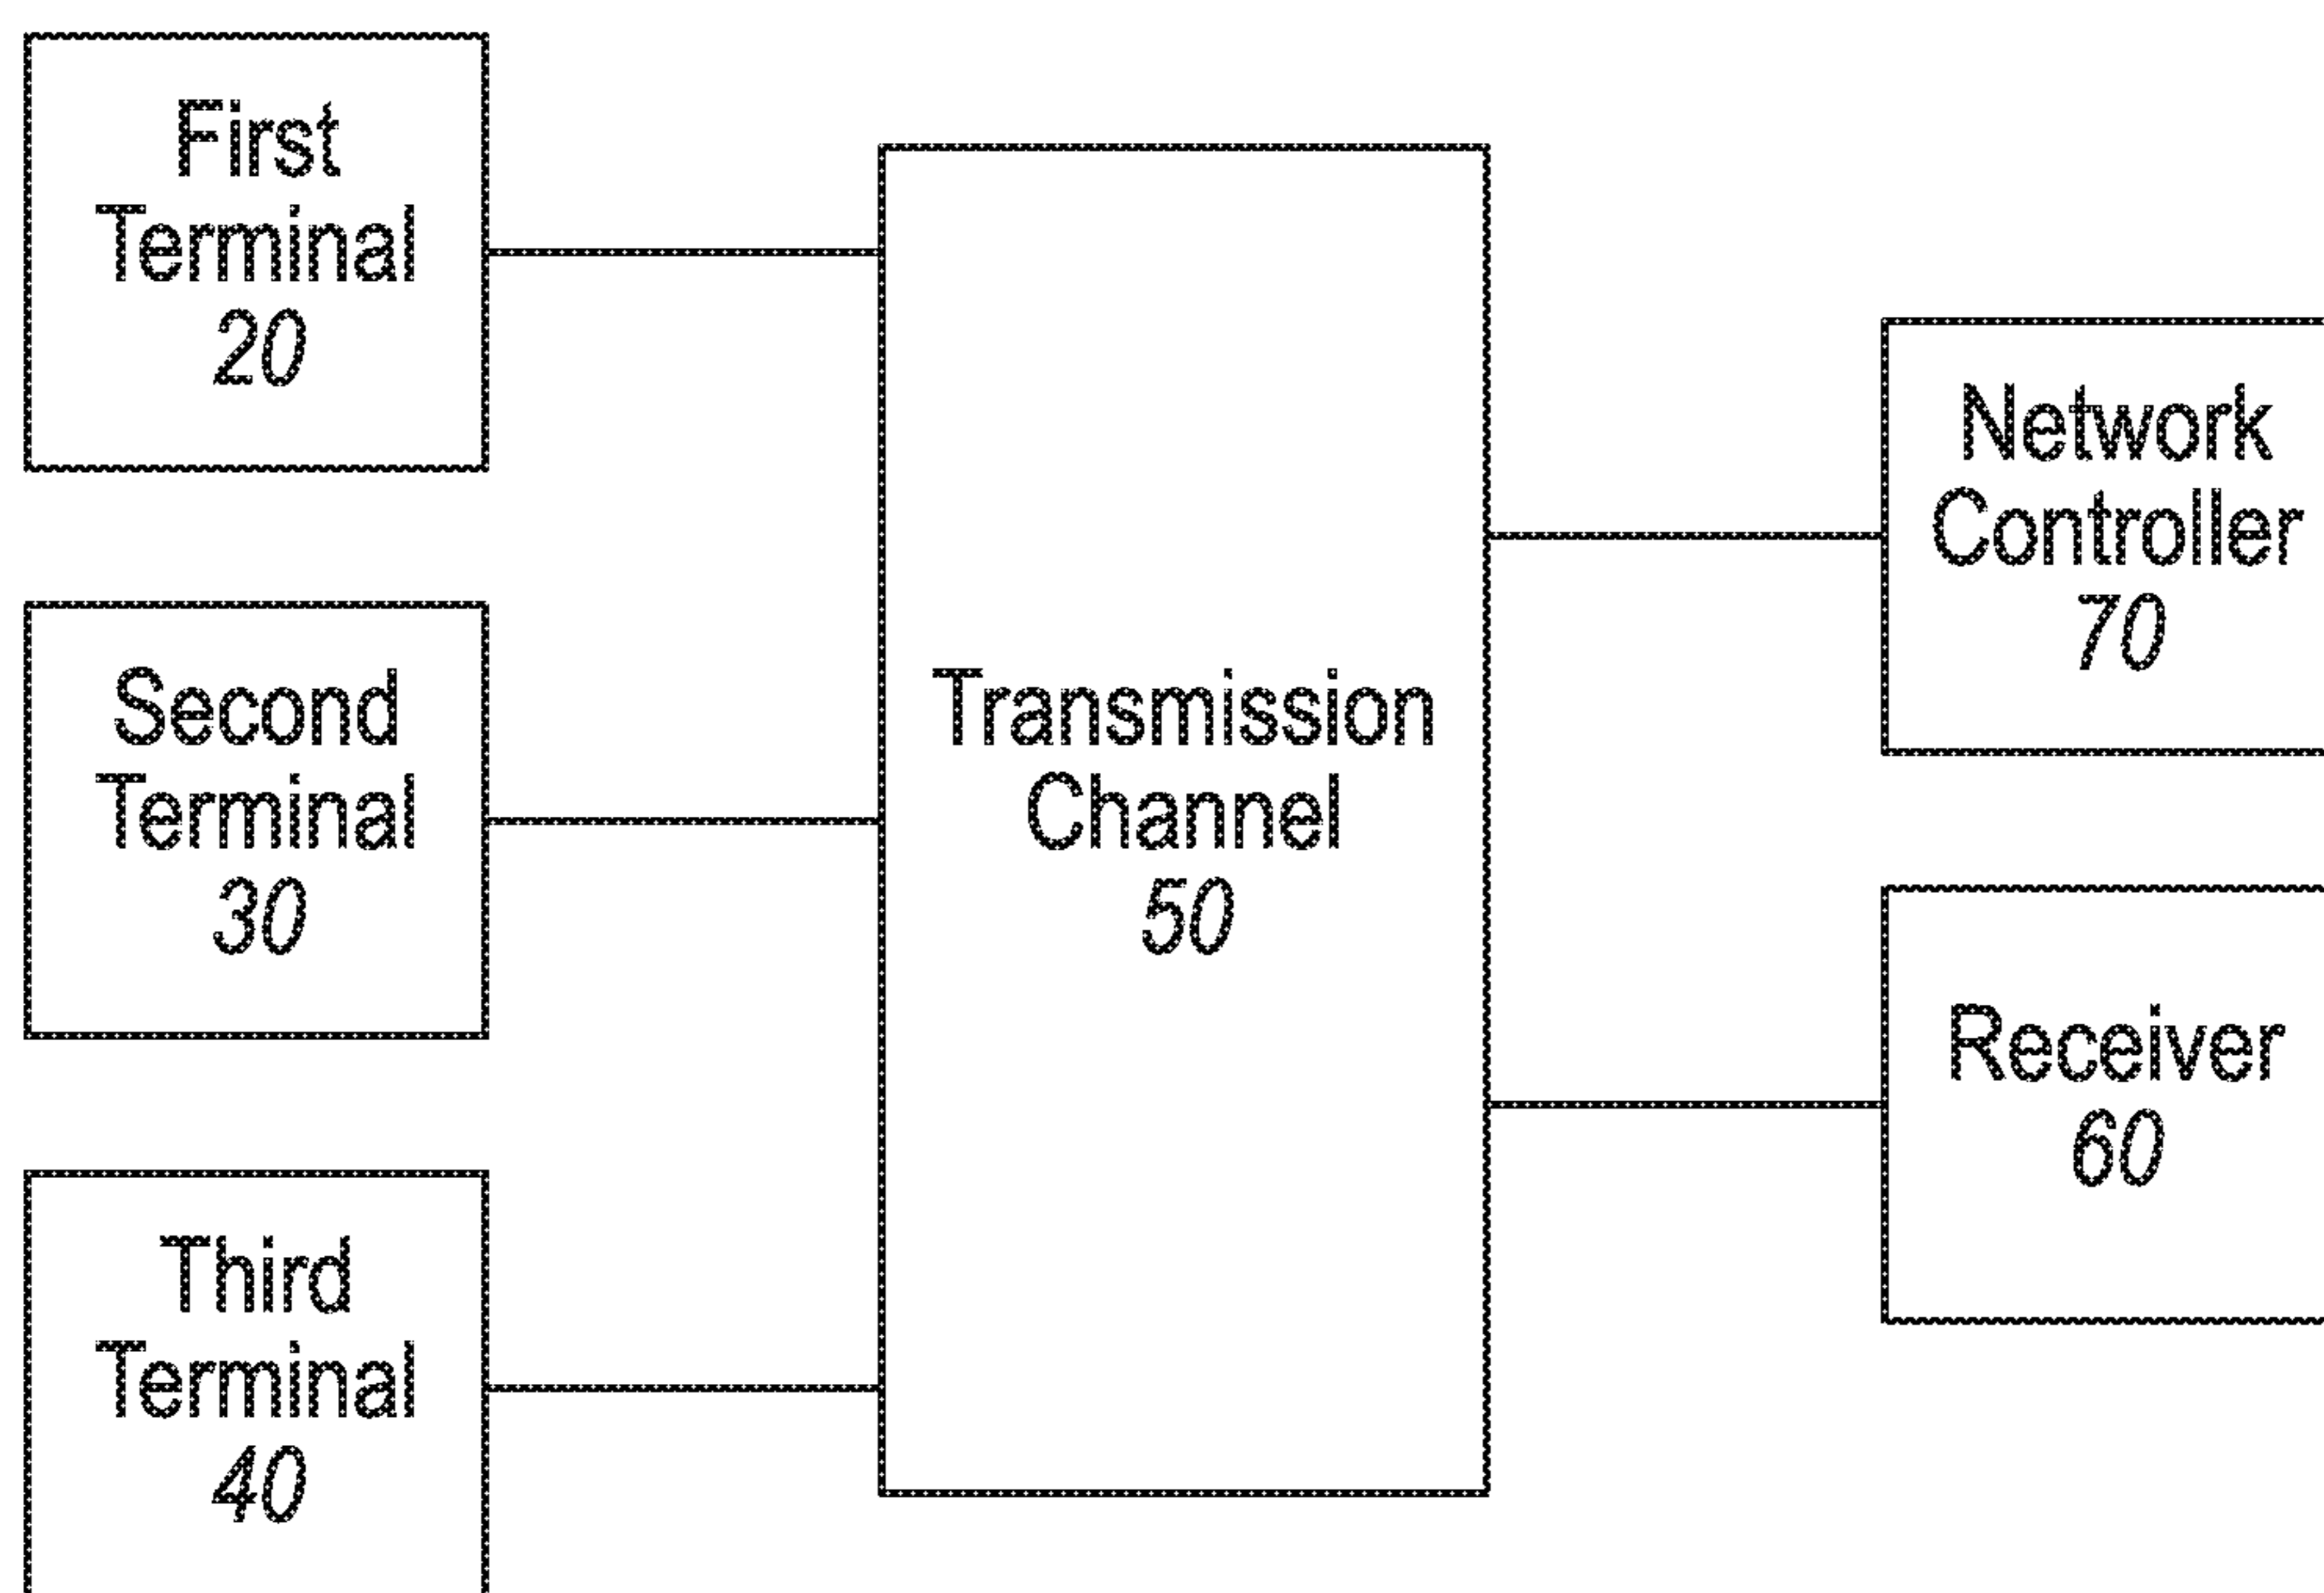 First
Terminal
20
Second
Terminal
30
Third
Terminal
40
Transmission
Channel
50
Network
Controller
70
Receiver
60